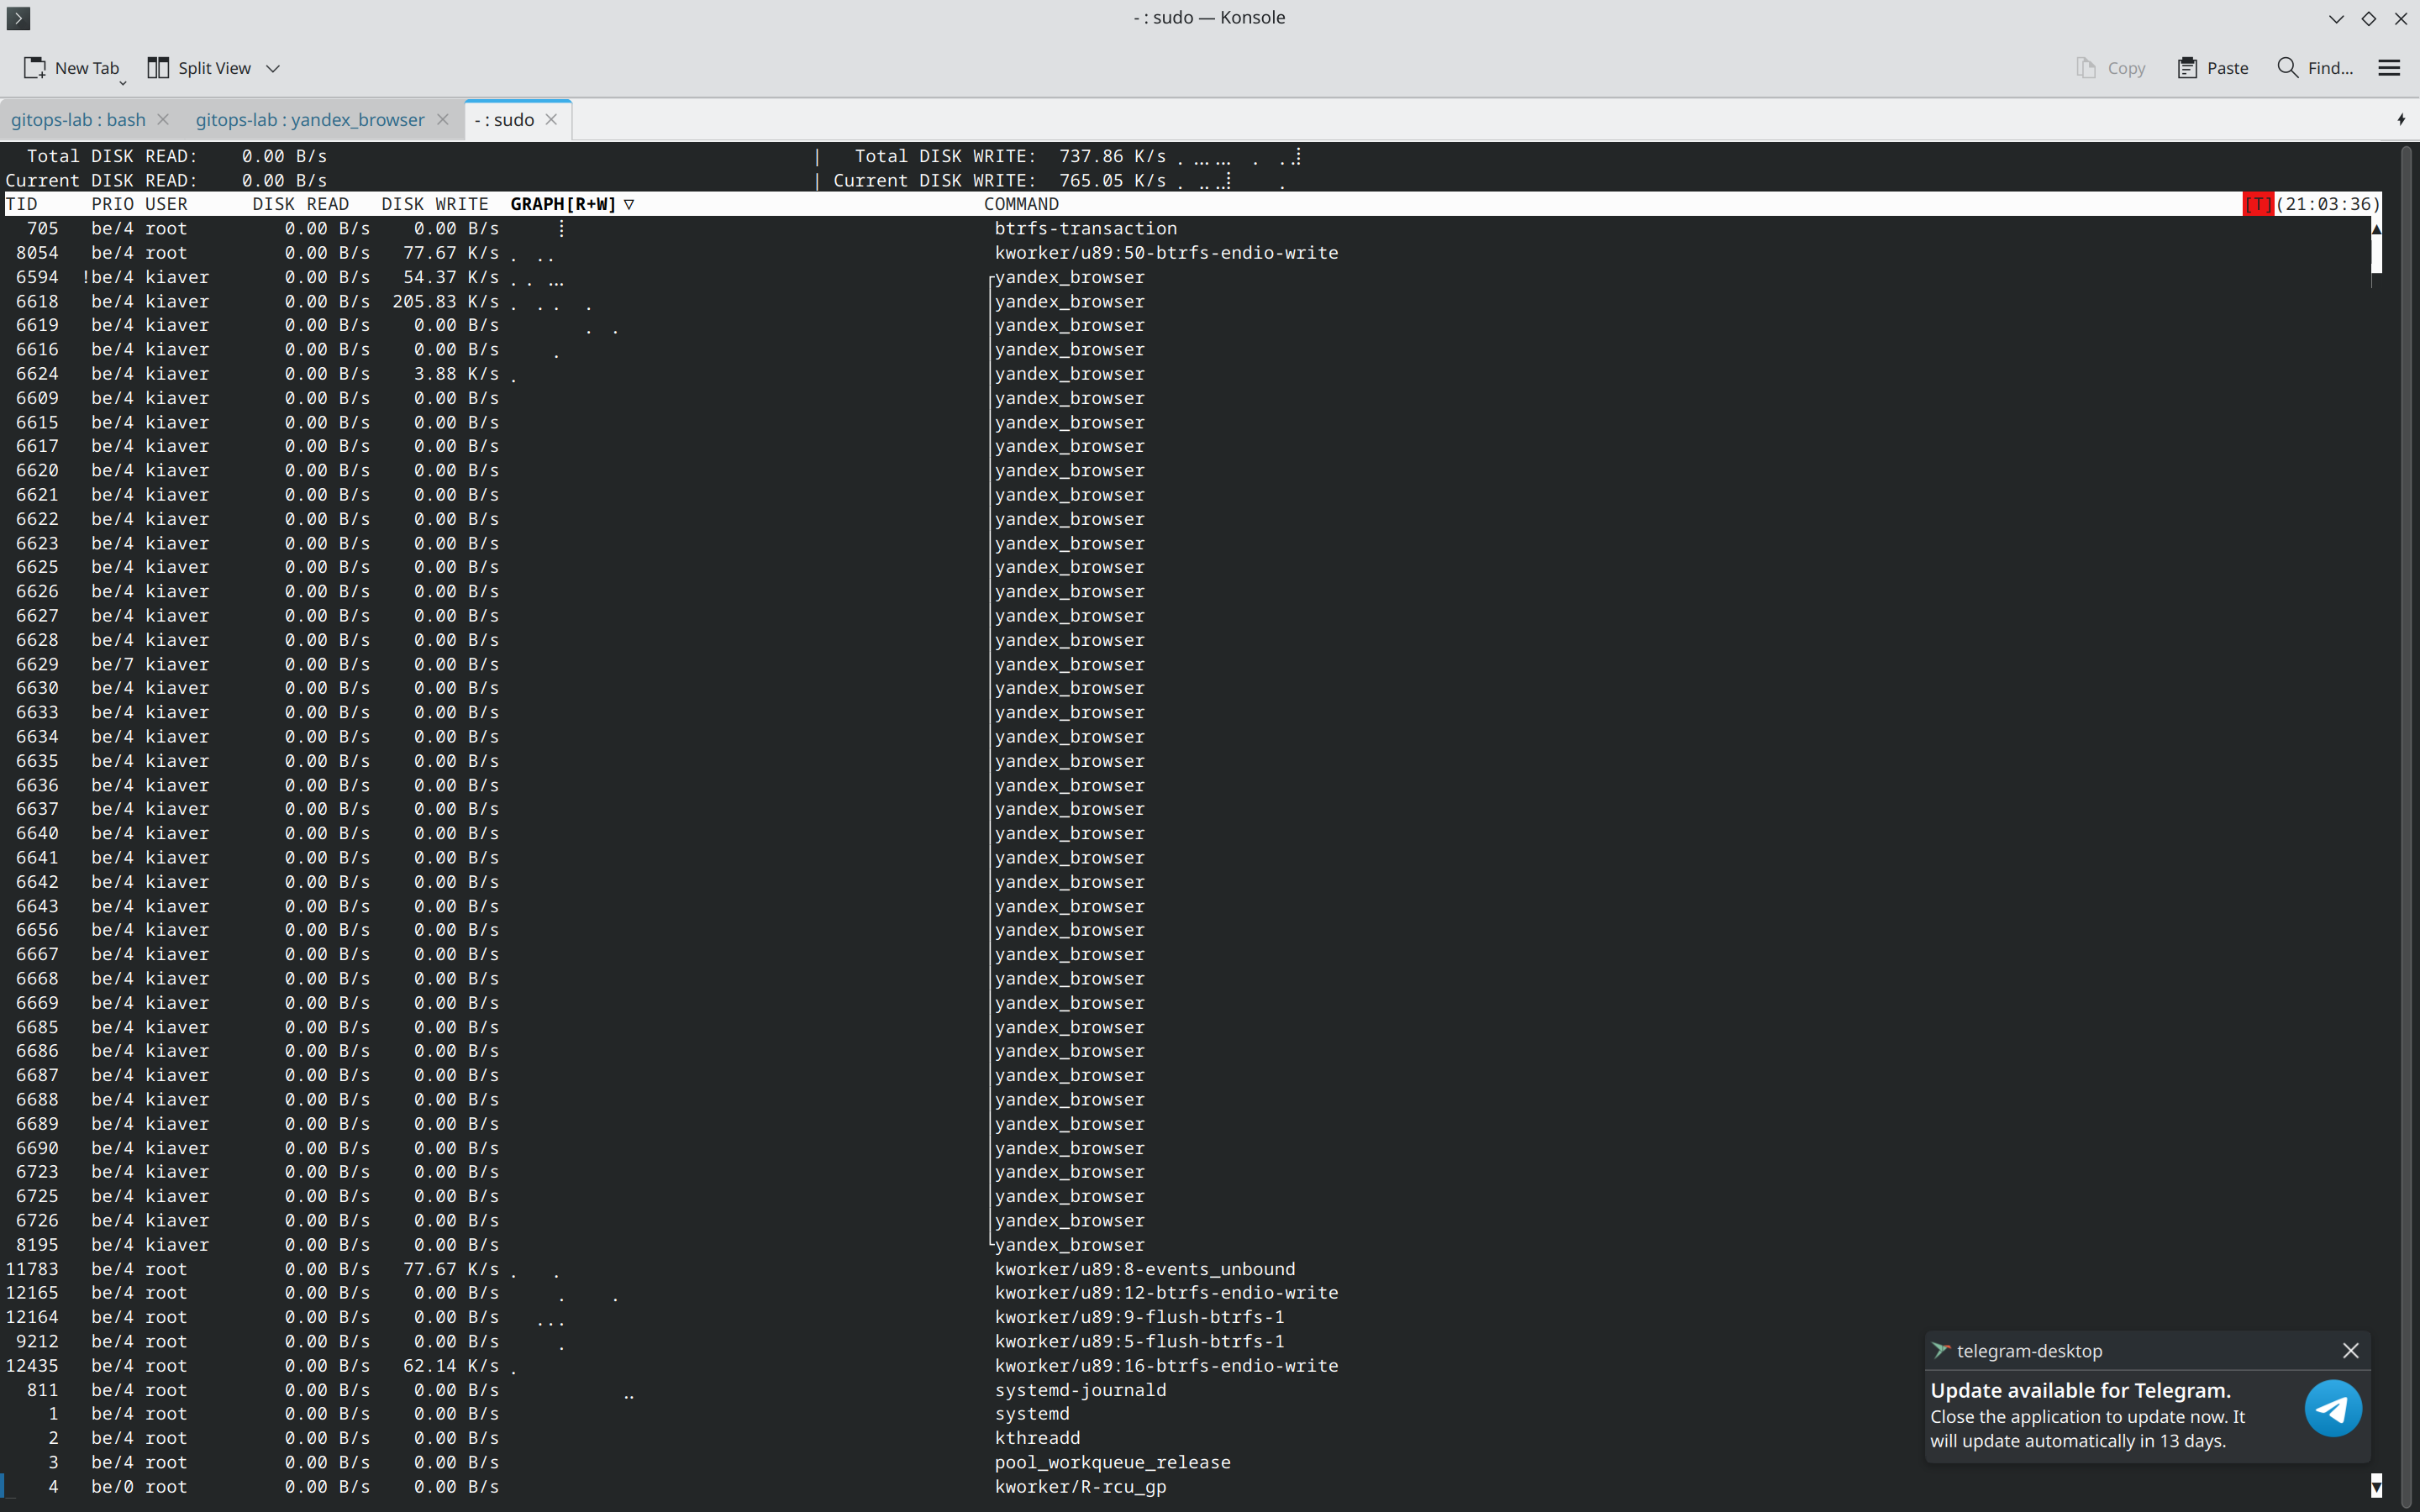 - : sudo — Konsole
New Tab Split View Copy Paste Find...
gitops-lab : bash gitops-lab : yandex_browser - : sudo
Total DISK READ: 0.00 B/s | Total DISK WRITE: 737.86 K/s
Current DISK READ: 0.00 B/s | Current DISK WRITE: 765.05 K/s
TID PRIO USER DISK READ DISK WRITE GRAPH[R+W] ▽ COMMAND [T](21:03:36)
705 be/4 root 0.00 B/s 0.00 B/s btrfs-transaction
8054 be/4 root 0.00 B/s 77.67 K/s kworker/u89:50-btrfs-endio-write
6594 !be/4 kiaver 0.00 B/s 54.37 K/s yandex_browser
6618 be/4 kiaver 0.00 B/s 205.83 K/s yandex_browser
6619 be/4 kiaver 0.00 B/s 0.00 B/s yandex_browser
6616 be/4 kiaver 0.00 B/s 0.00 B/s yandex_browser
6624 be/4 kiaver 0.00 B/s 3.88 K/s yandex_browser
6609 be/4 kiaver 0.00 B/s 0.00 B/s yandex_browser
6615 be/4 kiaver 0.00 B/s 0.00 B/s yandex_browser
6617 be/4 kiaver 0.00 B/s 0.00 B/s yandex_browser
6620 be/4 kiaver 0.00 B/s 0.00 B/s yandex_browser
6621 be/4 kiaver 0.00 B/s 0.00 B/s yandex_browser
6622 be/4 kiaver 0.00 B/s 0.00 B/s yandex_browser
6623 be/4 kiaver 0.00 B/s 0.00 B/s yandex_browser
6625 be/4 kiaver 0.00 B/s 0.00 B/s yandex_browser
6626 be/4 kiaver 0.00 B/s 0.00 B/s yandex_browser
6627 be/4 kiaver 0.00 B/s 0.00 B/s yandex_browser
6628 be/4 kiaver 0.00 B/s 0.00 B/s yandex_browser
6629 be/7 kiaver 0.00 B/s 0.00 B/s yandex_browser
6630 be/4 kiaver 0.00 B/s 0.00 B/s yandex_browser
6633 be/4 kiaver 0.00 B/s 0.00 B/s yandex_browser
6634 be/4 kiaver 0.00 B/s 0.00 B/s yandex_browser
6635 be/4 kiaver 0.00 B/s 0.00 B/s yandex_browser
6636 be/4 kiaver 0.00 B/s 0.00 B/s yandex_browser
6637 be/4 kiaver 0.00 B/s 0.00 B/s yandex_browser
6640 be/4 kiaver 0.00 B/s 0.00 B/s yandex_browser
6641 be/4 kiaver 0.00 B/s 0.00 B/s yandex_browser
6642 be/4 kiaver 0.00 B/s 0.00 B/s yandex_browser
6643 be/4 kiaver 0.00 B/s 0.00 B/s yandex_browser
6656 be/4 kiaver 0.00 B/s 0.00 B/s yandex_browser
6667 be/4 kiaver 0.00 B/s 0.00 B/s yandex_browser
6668 be/4 kiaver 0.00 B/s 0.00 B/s yandex_browser
6669 be/4 kiaver 0.00 B/s 0.00 B/s yandex_browser
6685 be/4 kiaver 0.00 B/s 0.00 B/s yandex_browser
6686 be/4 kiaver 0.00 B/s 0.00 B/s yandex_browser
6687 be/4 kiaver 0.00 B/s 0.00 B/s yandex_browser
6688 be/4 kiaver 0.00 B/s 0.00 B/s yandex_browser
6689 be/4 kiaver 0.00 B/s 0.00 B/s yandex_browser
6690 be/4 kiaver 0.00 B/s 0.00 B/s yandex_browser
6723 be/4 kiaver 0.00 B/s 0.00 B/s yandex_browser
6725 be/4 kiaver 0.00 B/s 0.00 B/s yandex_browser
6726 be/4 kiaver 0.00 B/s 0.00 B/s yandex_browser
8195 be/4 kiaver 0.00 B/s 0.00 B/s yandex_browser
11783 be/4 root 0.00 B/s 77.67 K/s kworker/u89:8-events_unbound
12165 be/4 root 0.00 B/s 0.00 B/s kworker/u89:12-btrfs-endio-write
12164 be/4 root 0.00 B/s 0.00 B/s kworker/u89:9-flush-btrfs-1
9212 be/4 root 0.00 B/s 0.00 B/s kworker/u89:5-flush-btrfs-1
12435 be/4 root 0.00 B/s 62.14 K/s kworker/u89:16-btrfs-endio-write
811 be/4 root 0.00 B/s 0.00 B/s systemd-journald
1 be/4 root 0.00 B/s 0.00 B/s systemd
2 be/4 root 0.00 B/s 0.00 B/s kthreadd
3 be/4 root 0.00 B/s 0.00 B/s pool_workqueue_release
4 be/0 root 0.00 B/s 0.00 B/s kworker/R-rcu_gp
telegram-desktop
Update available for Telegram.
Close the application to update now. It
will update automatically in 13 days.